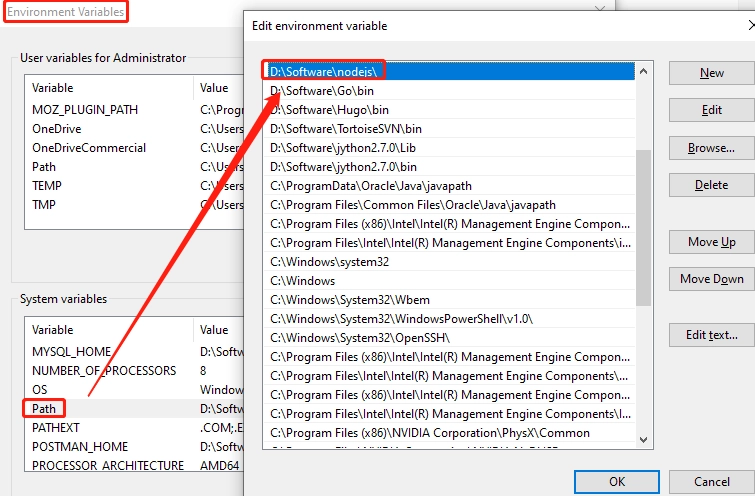 Environment Variables
User variables for Administrator
Variable Value
MOZ_PLUGIN_PATH C:\Progr
OneDrive C:\Users
OneDriveCommercial C:\Users
Path C:\Users
TEMP C:\Users
TMP C:\Users
System variables
Variable Value
MYSQL_HOME D:\Softw
NUMBER_OF_PROCESSORS 8
OS Window
Path D:\Softw
PATHEXT .COM;.E
POSTMAN_HOME D:\Softw
PROCESSOR_ARCHITECTURE AMD64
Edit environment variable
D:\Software\nodejs\
D:\Software\Go\bin
D:\Software\Hugo\bin
D:\Software\TortoiseSVN\bin
D:\Software\jython2.7.0\Lib
D:\Software\jython2.7.0\bin
C:\ProgramData\Oracle\Java\javapath
C:\Program Files\Common Files\Oracle\Java\javapath
C:\Program Files (x86)\Intel\Intel(R) Management Engine Compon...
C:\Program Files\Intel\Intel(R) Management Engine Components\i...
C:\Windows\system32
C:\Windows
C:\Windows\System32\Wbem
C:\Windows\System32\WindowsPowerShell\v1.0\
C:\Windows\System32\OpenSSH\
C:\Program Files (x86)\Intel\Intel(R) Management Engine Compon...
C:\Program Files\Intel\Intel(R) Management Engine Components\...
C:\Program Files (x86)\Intel\Intel(R) Management Engine Compon...
C:\Program Files\Intel\Intel(R) Management Engine Components\I...
C:\Program Files (x86)\NVIDIA Corporation\PhysX\Common
New
Edit
Browse...
Delete
Move Up
Move Down
Edit text...
OK
Cancel